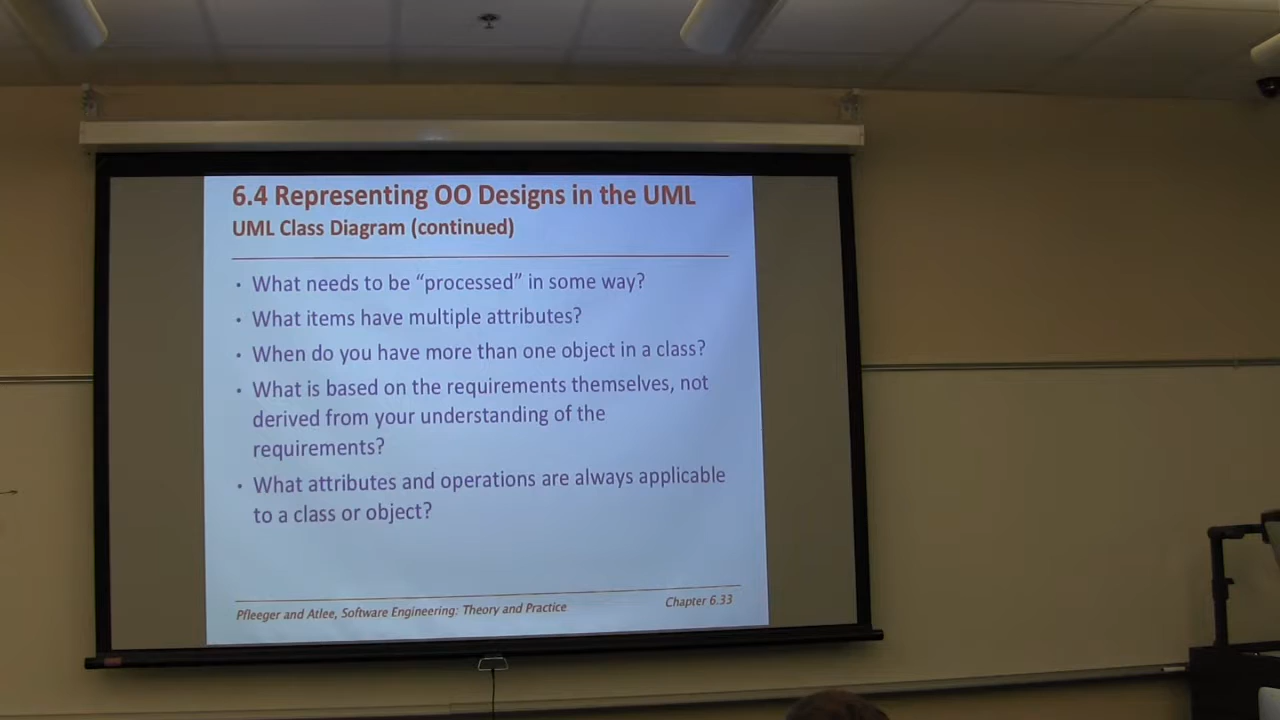 6.4 Representing OO Designs in the UML
UML Class Diagram (continued)
• What needs to be “processed” in some way?
• What items have multiple attributes?
• When do you have more than one object in a class?
• What is based on the requirements themselves, not
derived from your understanding of the
requirements?
• What attributes and operations are always applicable
to a class or object?
Pfleeger and Atlee, Software Engineering: Theory and Practice
Chapter 6.33